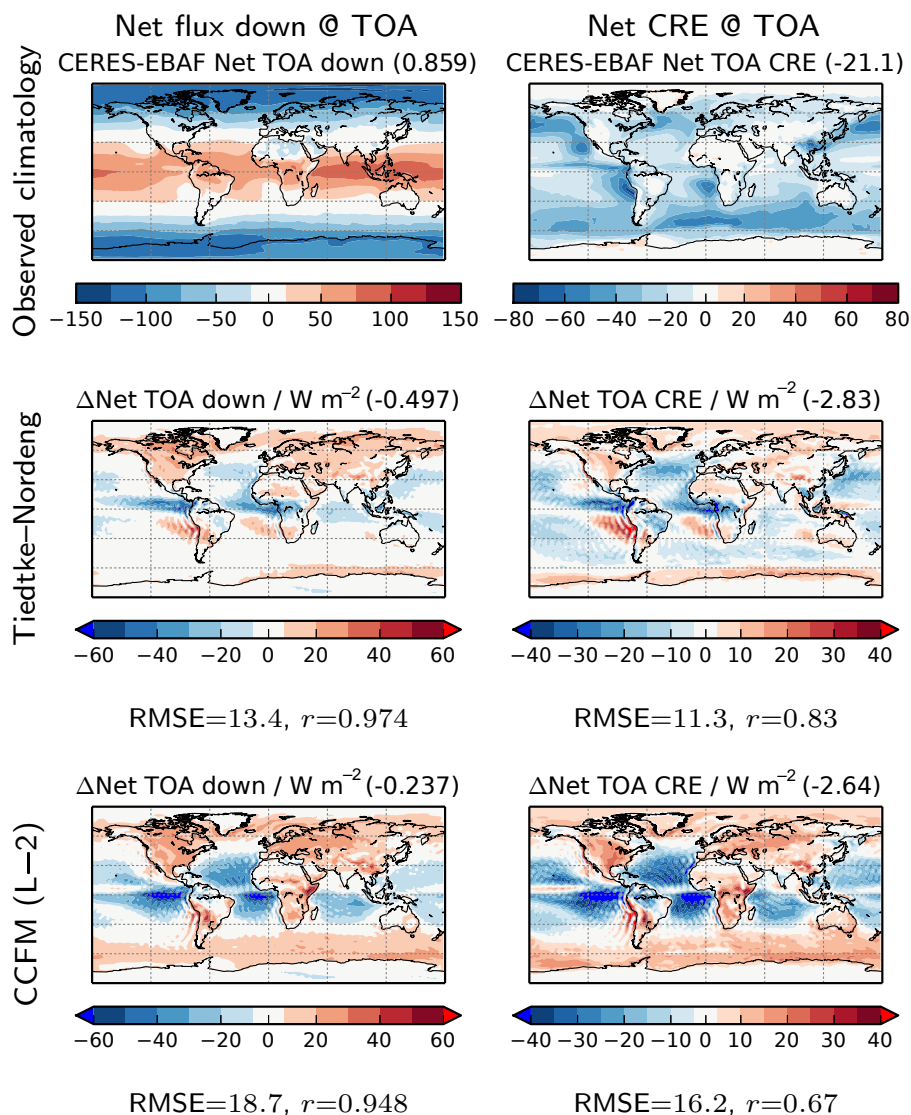 Net flux down @ TOA
Net CRE @ TOA
Observed climatology
CERES-EBAF Net TOA down (0.859)
CERES-EBAF Net TOA CRE (-21.1)
−150 −100 −50 0 50 100 150
−80 −60 −40 −20 0 20 40 60 80
Tiedtke–Nordeng
ΔNet TOA down / W m⁻² (-0.497)
ΔNet TOA CRE / W m⁻² (-2.83)
−60 −40 −20 0 20 40 60
−40 −30 −20 −10 0 10 20 30 40
RMSE=13.4, r=0.974
RMSE=11.3, r=0.83
CCFM (L−2)
ΔNet TOA down / W m⁻² (-0.237)
ΔNet TOA CRE / W m⁻² (-2.64)
−60 −40 −20 0 20 40 60
−40 −30 −20 −10 0 10 20 30 40
RMSE=18.7, r=0.948
RMSE=16.2, r=0.67